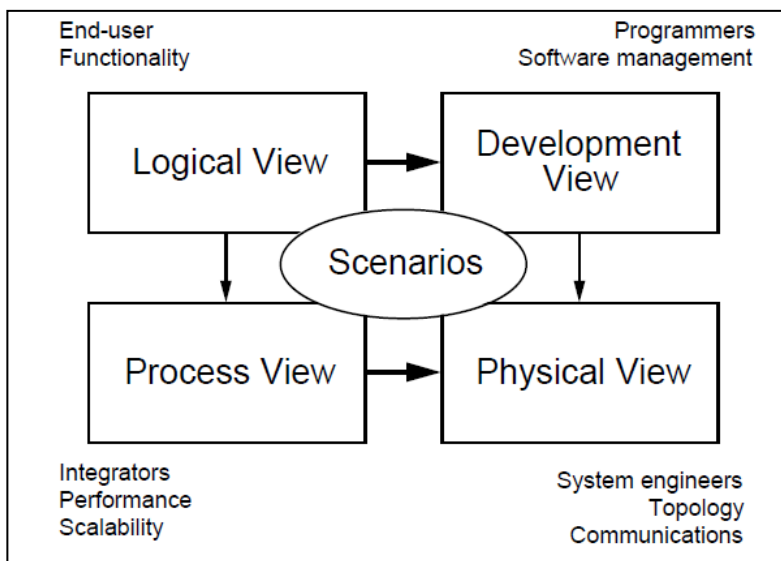 End-user
Functionality
Programmers
Software management
Logical View
Development
View
Scenarios
Process View
Physical View
Integrators
Performance
Scalability
System engineers
Topology
Communications